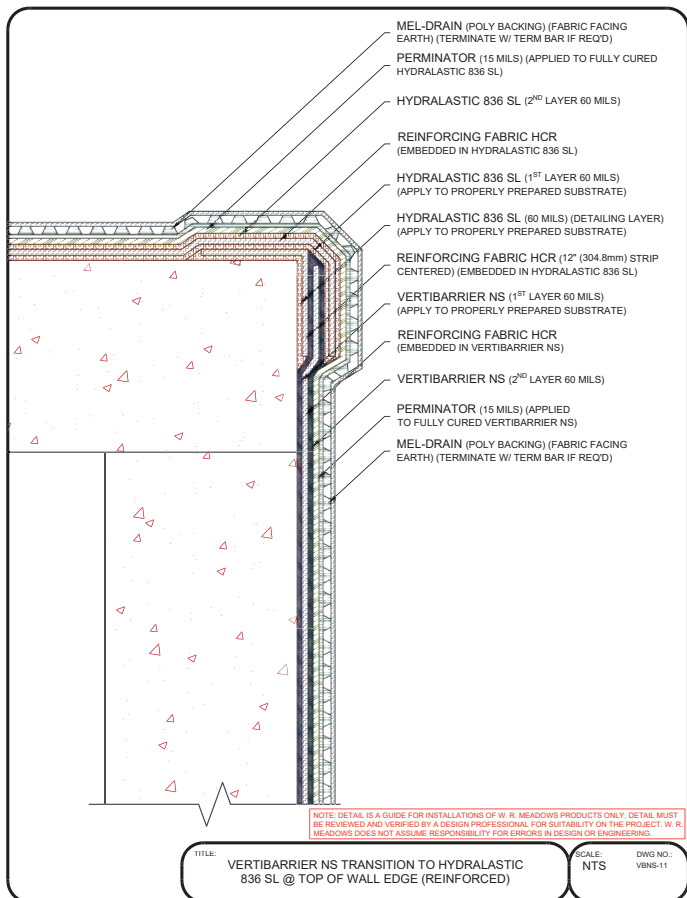 MEL-DRAIN (POLY BACKING) (FABRIC FACING
EARTH) (TERMINATE W/ TERM BAR IF REQ'D)
PERMINATOR (15 MILS) (APPLIED TO FULLY CURED
HYDRALASTIC 836 SL)
HYDRALASTIC 836 SL (2ND LAYER 60 MILS)
REINFORCING FABRIC HCR
(EMBEDDED IN HYDRALASTIC 836 SL)
HYDRALASTIC 836 SL (1ST LAYER 60 MILS)
(APPLY TO PROPERLY PREPARED SUBSTRATE)
HYDRALASTIC 836 SL (60 MILS) (DETAILING LAYER)
(APPLY TO PROPERLY PREPARED SUBSTRATE)
REINFORCING FABRIC HCR (12" (304.8mm) STRIP
CENTERED) (EMBEDDED IN HYDRALASTIC 836 SL)
VERTIBARRIER NS (1ST LAYER 60 MILS)
(APPLY TO PROPERLY PREPARED SUBSTRATE)
REINFORCING FABRIC HCR
(EMBEDDED IN VERTIBARRIER NS)
VERTIBARRIER NS (2ND LAYER 60 MILS)
PERMINATOR (15 MILS) (APPLIED
TO FULLY CURED VERTIBARRIER NS)
MEL-DRAIN (POLY BACKING) (FABRIC FACING
EARTH) (TERMINATE W/ TERM BAR IF REQ'D)
NOTE: DETAIL IS A GUIDE FOR INSTALLATIONS OF W. R. MEADOWS PRODUCTS ONLY. DETAIL MUST
BE REVIEWED AND VERIFIED BY A DESIGN PROFESSIONAL FOR SUITABILITY ON THE PROJECT. W. R.
MEADOWS DOES NOT ASSUME RESPONSIBILITY FOR ERRORS IN DESIGN OR ENGINEERING.
TITLE:
VERTIBARRIER NS TRANSITION TO HYDRALASTIC
836 SL @ TOP OF WALL EDGE (REINFORCED)
SCALE:
NTS
DWG NO.:
VBNS-11